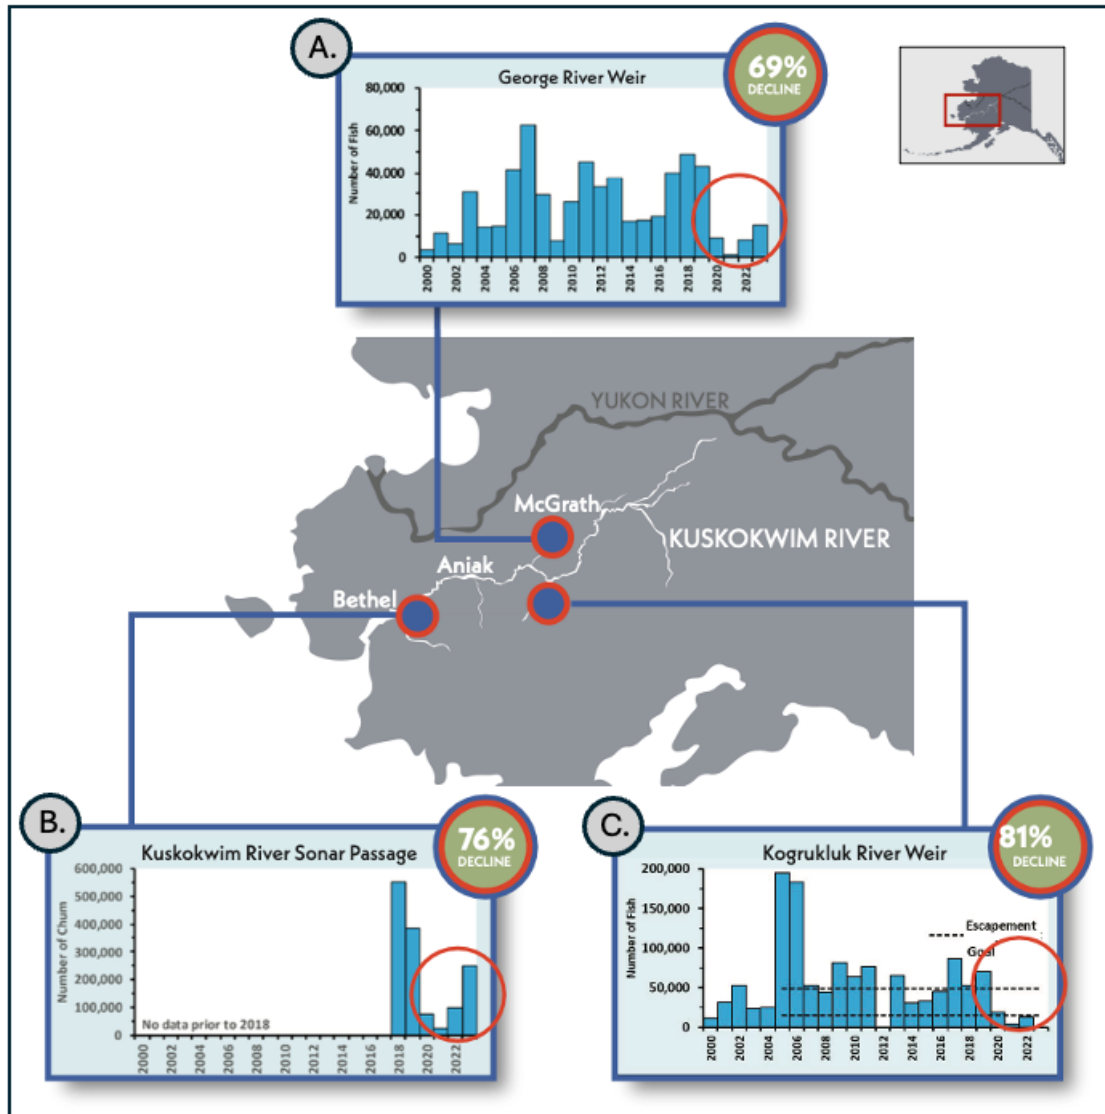 A.
George River Weir
69%
DECLINE
Number of Fish
80,000
60,000
40,000
20,000
0
2000
2002
2004
2006
2008
2010
2012
2014
2016
2018
2020
2022
YUKON RIVER
McGrath
KUSKOKWIM RIVER
Aniak
Bethel
B.
Kuskokwim River Sonar Passage
76%
DECLINE
Number of Chum
600,000
500,000
400,000
300,000
200,000
100,000
0
No data prior to 2018
2000
2002
2004
2006
2008
2010
2012
2014
2016
2018
2020
2022
C.
Kogrukluk River Weir
81%
DECLINE
Number of Fish
200,000
150,000
100,000
50,000
0
Escapement
Goal
2000
2002
2004
2006
2008
2010
2012
2014
2016
2018
2020
2022